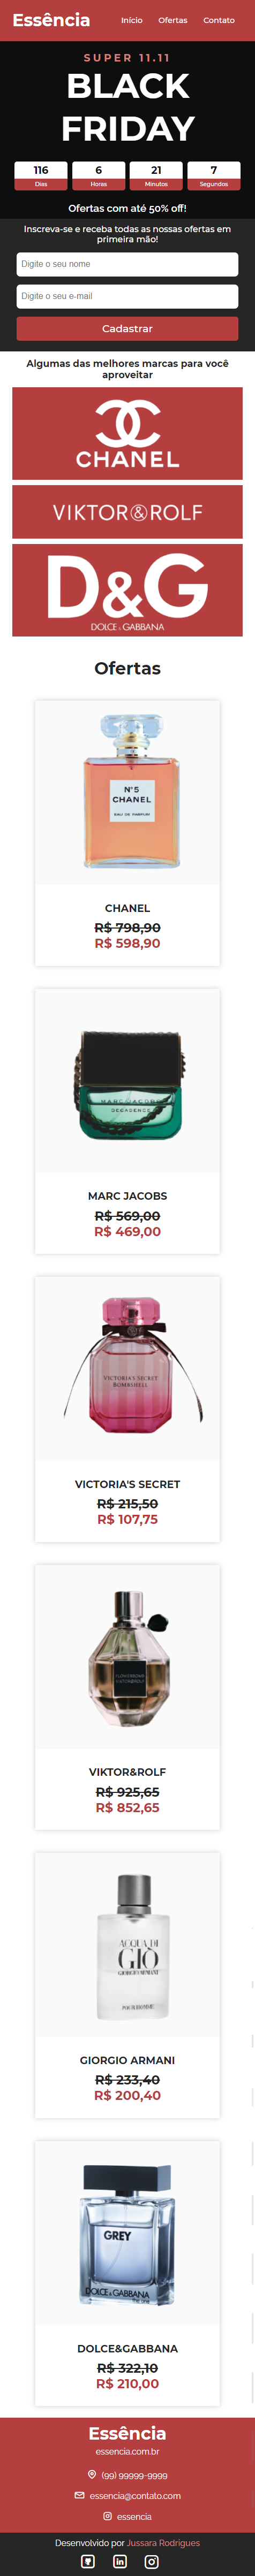 Essência
Início Ofertas Contato
SUPER 11.11
BLACK
FRIDAY
116 6 21 7
Dias Horas Minutos Segundos
Ofertas com até 50% off!
Inscreva-se e receba todas as nossas ofertas em
primeira mão!
Digite o seu nome
Digite o seu e-mail
Cadastrar
Algumas das melhores marcas para você
aproveitar
CHANEL
VIKTOR&ROLF
D&G
DOLCE & GABBANA
Ofertas
N°5
CHANEL
EAU DE PARFUM
CHANEL
R$ 798,90
R$ 598,90
MARC JACOBS
DECADENCE
MARC JACOBS
R$ 569,00
R$ 469,00
VICTORIA'S SECRET
BOMBSHELL
VICTORIA'S SECRET
R$ 215,50
R$ 107,75
FLOWERBOMB
VIKTOR&ROLF
VIKTOR&ROLF
R$ 925,65
R$ 852,65
ACQUA DI
GIÒ
GIORGIO ARMANI
POUR HOMME
GIORGIO ARMANI
R$ 233,40
R$ 200,40
GREY
DOLCE & GABBANA
the one
DOLCE&GABBANA
R$ 322,10
R$ 210,00
Essência
essencia.com.br
(99) 99999-9999
essencia@contato.com
essencia
Desenvolvido por Jussara Rodrigues